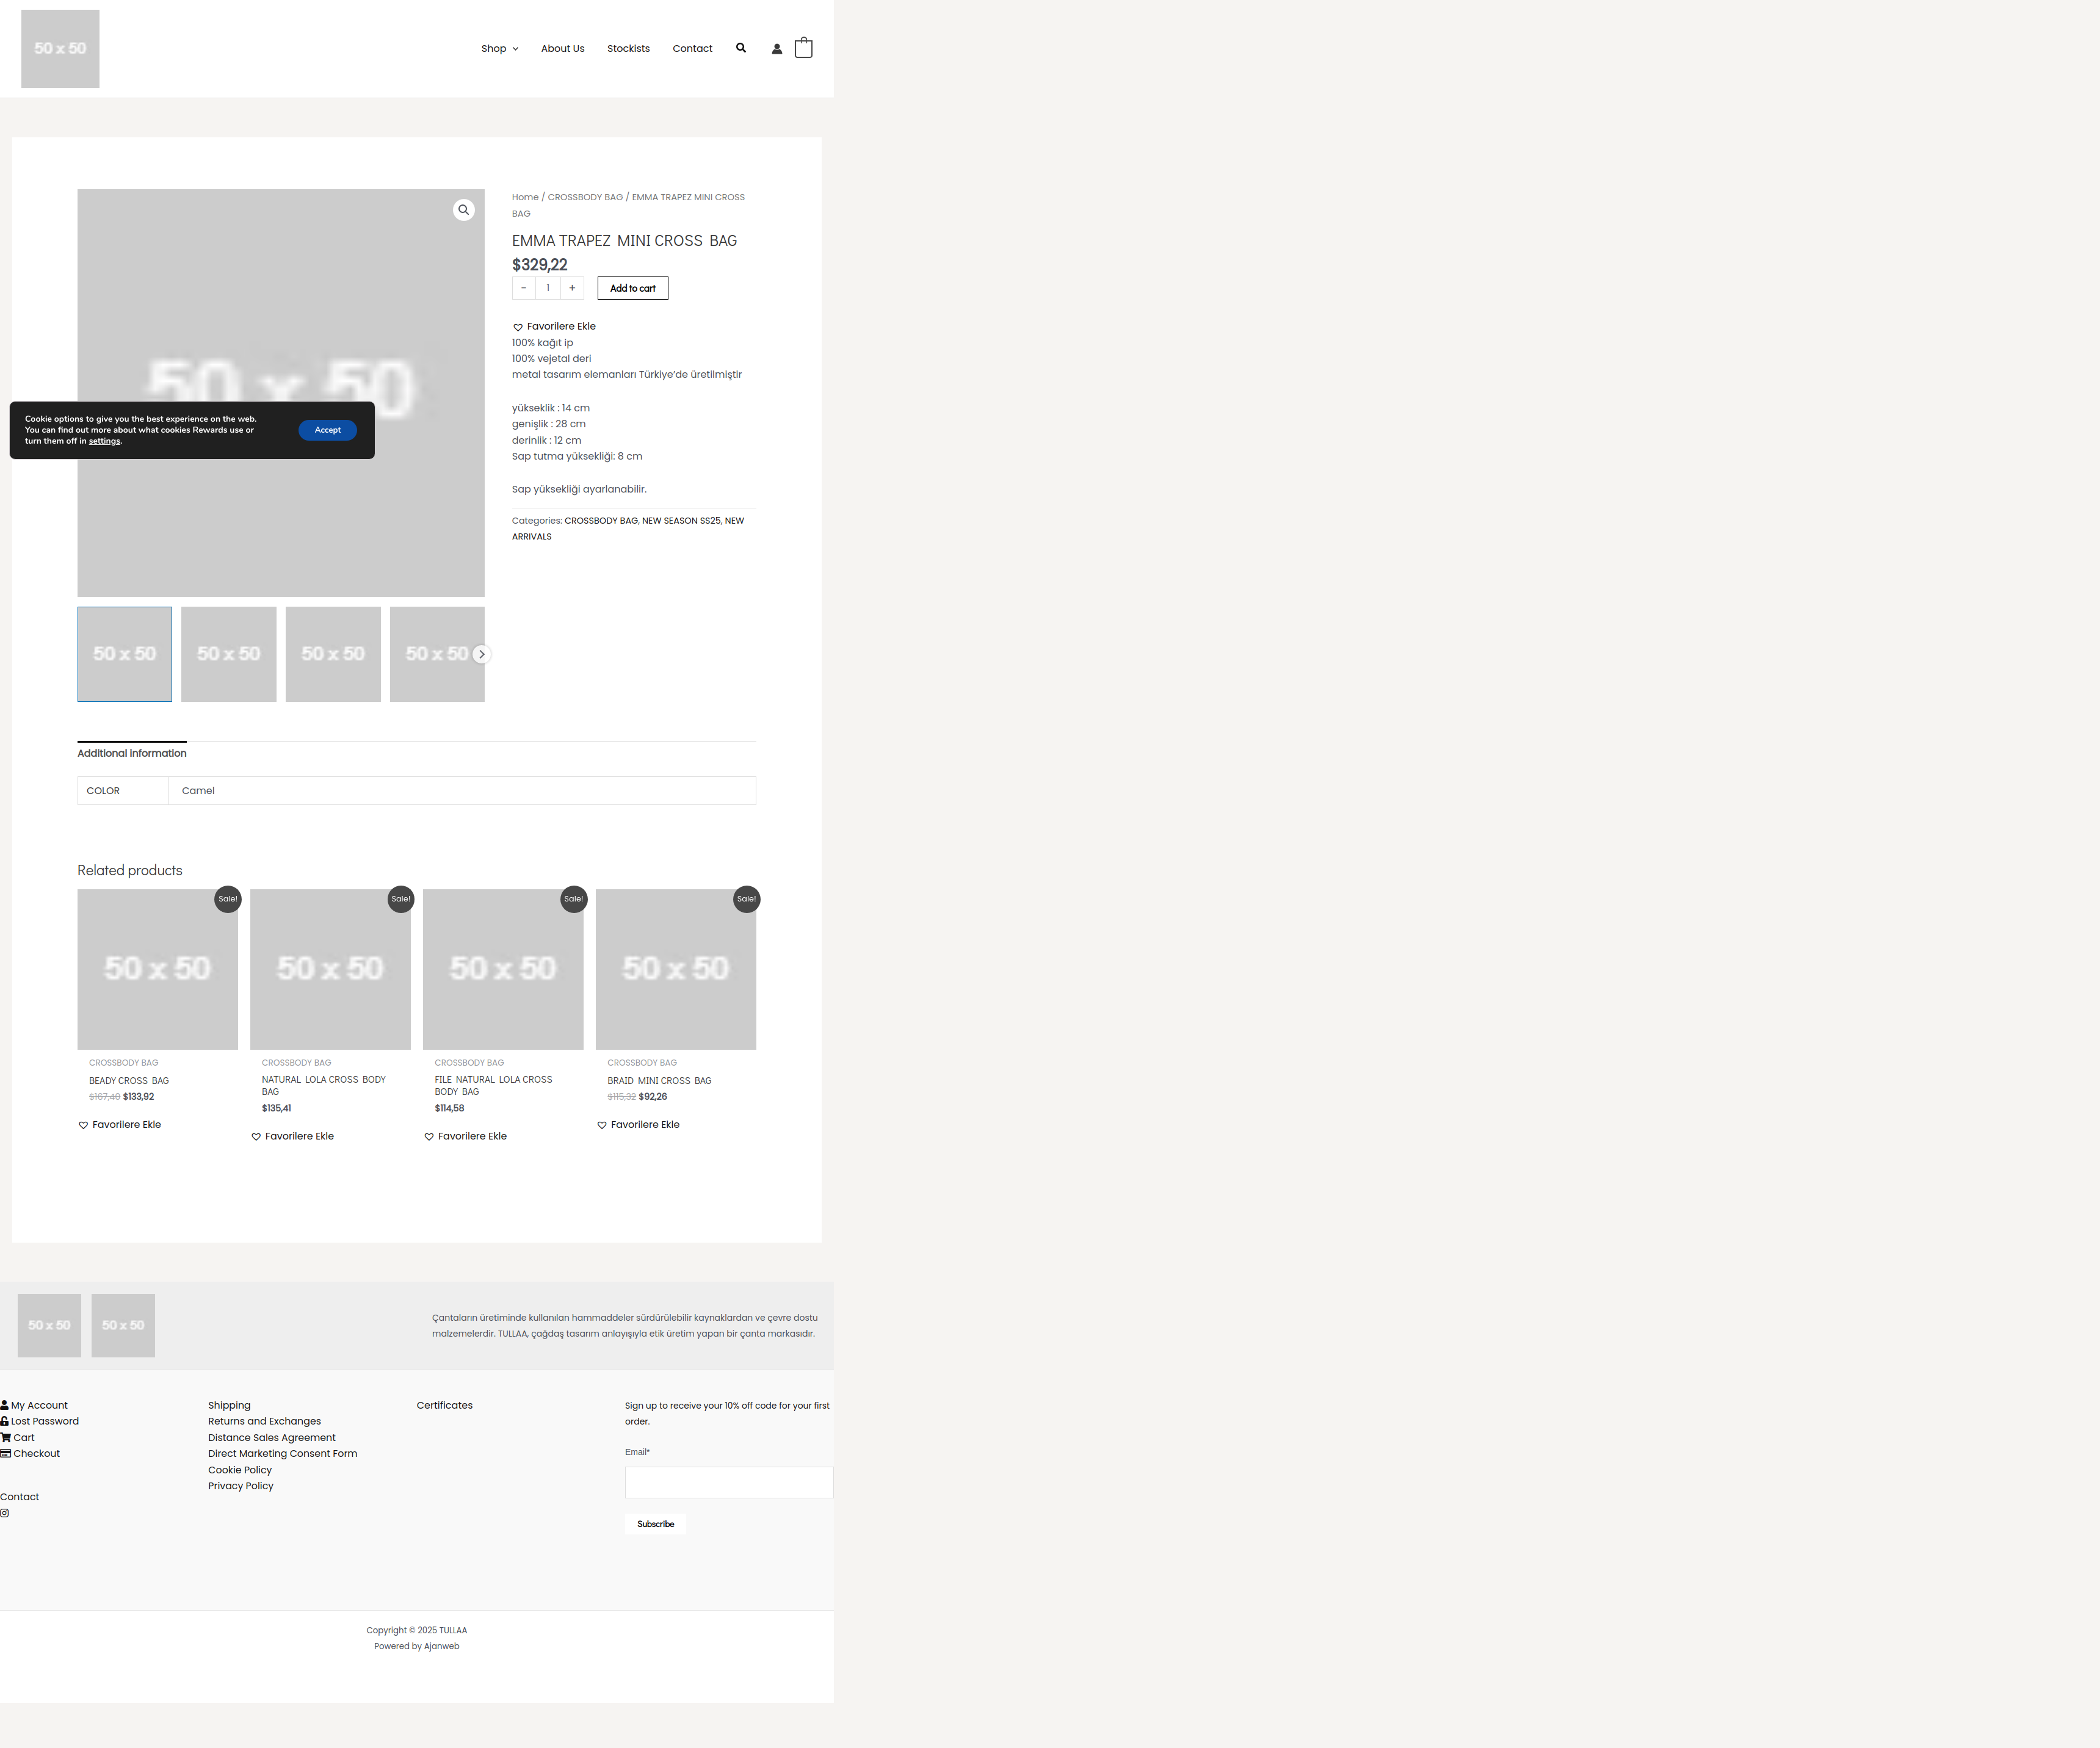 50 x 50
Shop
About Us
Stockists
Contact
50 x 50
Home / CROSSBODY BAG / EMMA TRAPEZ MINI CROSS
BAG
EMMA TRAPEZ MINI CROSS BAG
$329,22
- 1 +
Add to cart
Favorilere Ekle
100% kağıt ip
100% vejetal deri
metal tasarım elemanları Türkiye’de üretilmiştir
yükseklik : 14 cm
genişlik : 28 cm
derinlik : 12 cm
Sap tutma yüksekliği: 8 cm
Sap yüksekliği ayarlanabilir.
Categories: CROSSBODY BAG, NEW SEASON SS25, NEW
ARRIVALS
Cookie options to give you the best experience on the web.
You can find out more about what cookies Rewards use or
turn them off in settings.
Accept
50 x 50
50 x 50
50 x 50
50 x 50
Additional information
COLOR
Camel
Related products
Sale!
50 x 50
CROSSBODY BAG
BEADY CROSS BAG
$167,40 $133,92
Favorilere Ekle
Sale!
50 x 50
CROSSBODY BAG
NATURAL LOLA CROSS BODY
BAG
$135,41
Favorilere Ekle
Sale!
50 x 50
CROSSBODY BAG
FILE NATURAL LOLA CROSS
BODY BAG
$114,58
Favorilere Ekle
Sale!
50 x 50
CROSSBODY BAG
BRAID MINI CROSS BAG
$115,32 $92,26
Favorilere Ekle
50 x 50
50 x 50
Çantaların üretiminde kullanılan hammaddeler sürdürülebilir kaynaklardan ve çevre dostu
malzemelerdir. TULLAA, çağdaş tasarım anlayışıyla etik üretim yapan bir çanta markasıdır.
My Account
Lost Password
Cart
Checkout
Contact
Shipping
Returns and Exchanges
Distance Sales Agreement
Direct Marketing Consent Form
Cookie Policy
Privacy Policy
Certificates
Sign up to receive your 10% off code for your first
order.
Email*
Subscribe
Copyright © 2025 TULLAA
Powered by Ajanweb